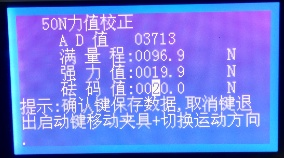 50N力值校正
A D 值 03713
满 量 程:0096.9 N
强 力 值:0019.9 N
砝 码 值:0020.0 N
提示:确认键保存数据,取消键退
出启动键移动夹具+切换运动方向
.